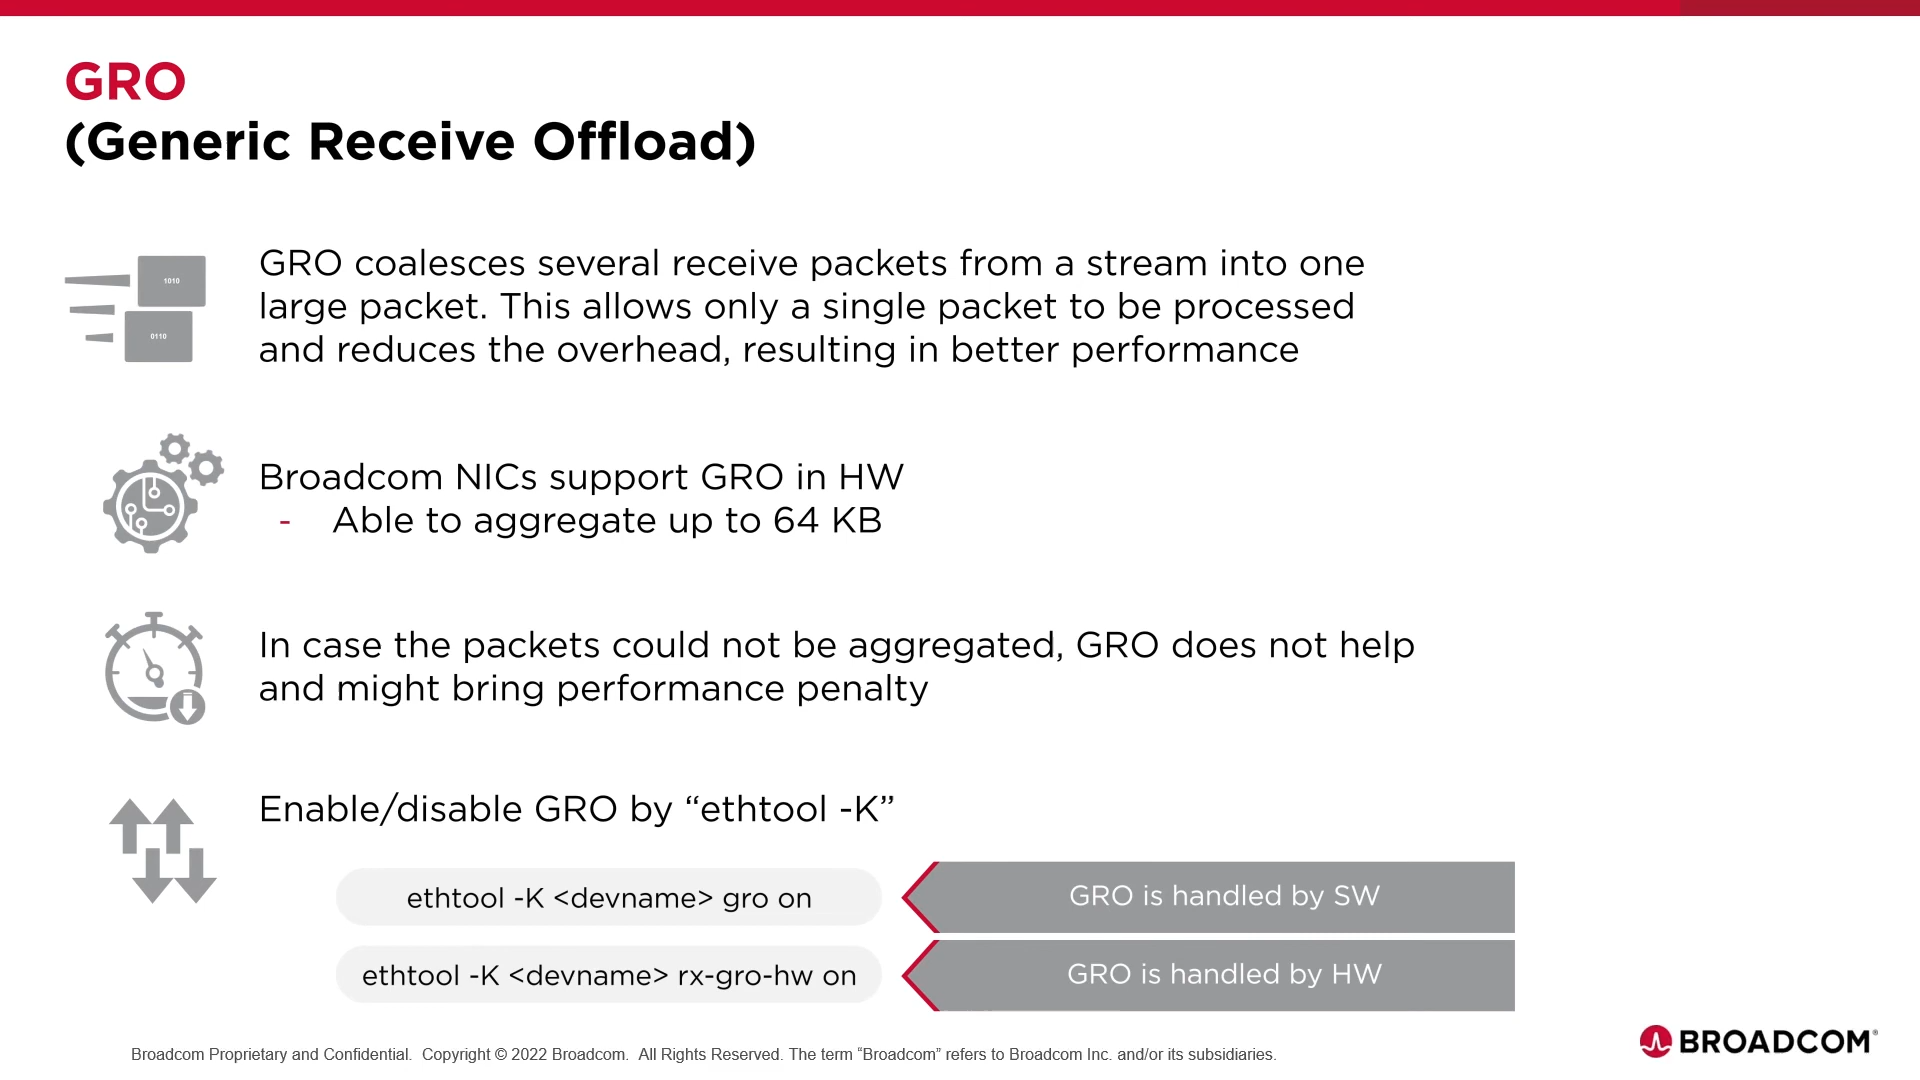 GRO
(Generic Receive Offload)
1010
0110
GRO coalesces several receive packets from a stream into one
large packet. This allows only a single packet to be processed
and reduces the overhead, resulting in better performance
Broadcom NICs support GRO in HW
- Able to aggregate up to 64 KB
In case the packets could not be aggregated, GRO does not help
and might bring performance penalty
Enable/disable GRO by “ethtool -K”
ethtool -K <devname> gro on
GRO is handled by SW
ethtool -K <devname> rx-gro-hw on
GRO is handled by HW
Broadcom Proprietary and Confidential. Copyright © 2022 Broadcom. All Rights Reserved. The term “Broadcom” refers to Broadcom Inc. and/or its subsidiaries.
BROADCOM®